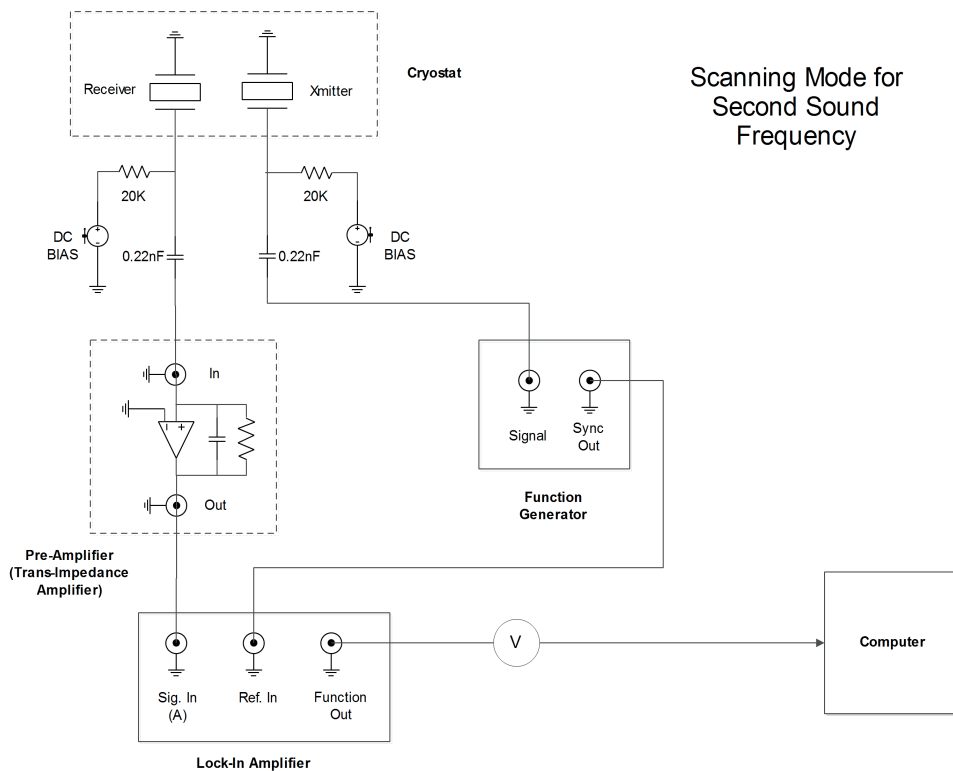 Scanning Mode for
Second Sound
Frequency
Cryostat
Receiver
Xmitter
20K
20K
DC
BIAS
+
-
0.22nF
0.22nF
+
-
DC
BIAS
In
- +
Out
Pre-Amplifier
(Trans-Impedance
Amplifier)
Signal
Sync
Out
Function
Generator
Sig. In
(A)
Ref. In
Function
Out
Lock-In Amplifier
V
Computer